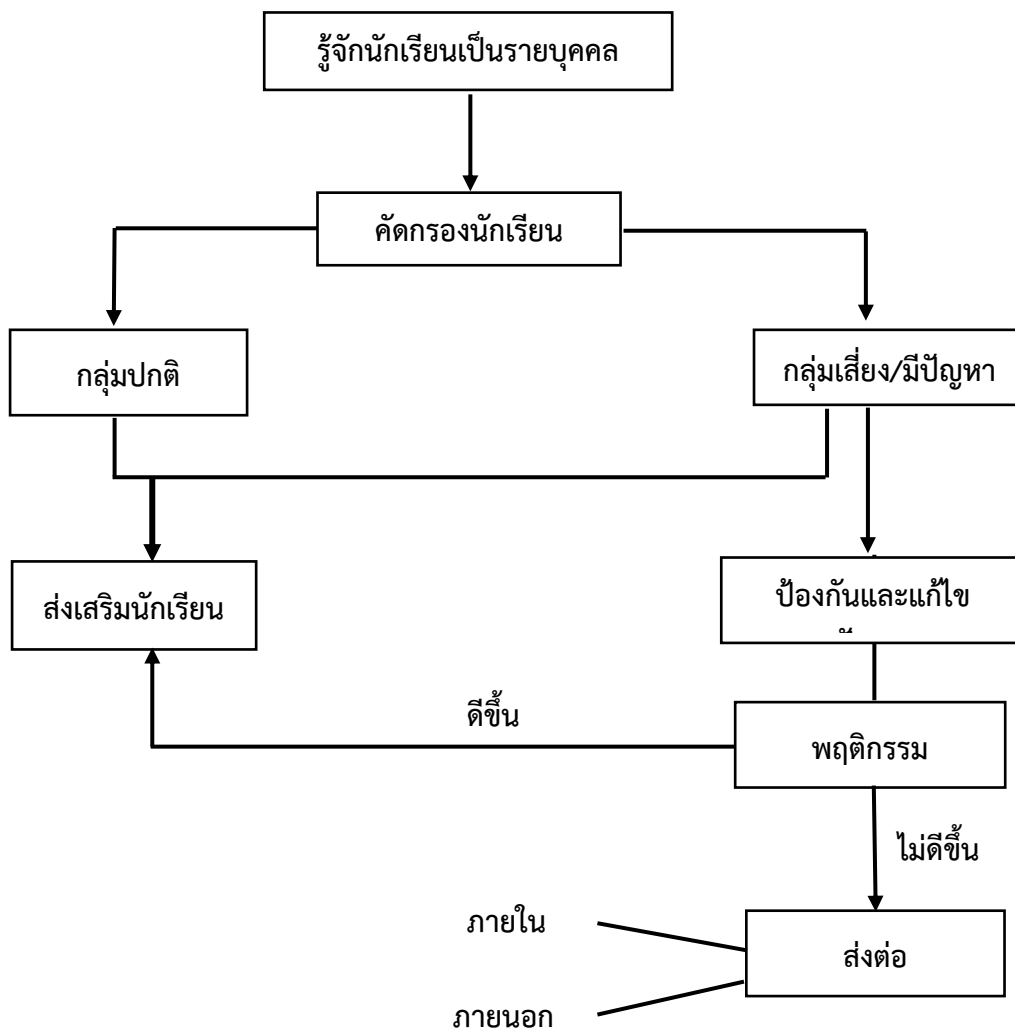 รู้จักนักเรียนเป็นรายบุคคล
คัดกรองนักเรียน
กลุ่มปกติ
กลุ่มเสี่ยง/มีปัญหา
ส่งเสริมนักเรียน
ป้องกันและแก้ไข
ดีขึ้น
พฤติกรรม
ไม่ดีขึ้น
ภายใน
ส่งต่อ
ภายนอก